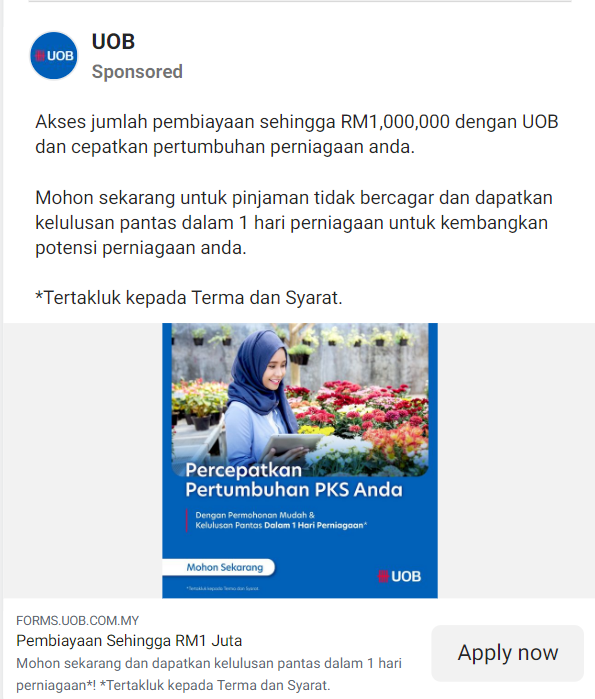 UOB
UOB
Sponsored
Akses jumlah pembiayaan sehingga RM1,000,000 dengan UOB
dan cepatkan pertumbuhan perniagaan anda.
Mohon sekarang untuk pinjaman tidak bercagar dan dapatkan
kelulusan pantas dalam 1 hari perniagaan untuk kembangkan
potensi perniagaan anda.
*Tertakluk kepada Terma dan Syarat.
Percepatkan
Pertumbuhan PKS Anda
Dengan Permohonan Mudah &
Kelulusan Pantas Dalam 1 Hari Perniagaan*
Mohon Sekarang
UOB
*Tertakluk kepada Terma dan Syarat
FORMS.UOB.COM.MY
Pembiayaan Sehingga RM1 Juta
Mohon sekarang dan dapatkan kelulusan pantas dalam 1 hari
perniagaan*! *Tertakluk kepada Terma dan Syarat.
Apply now